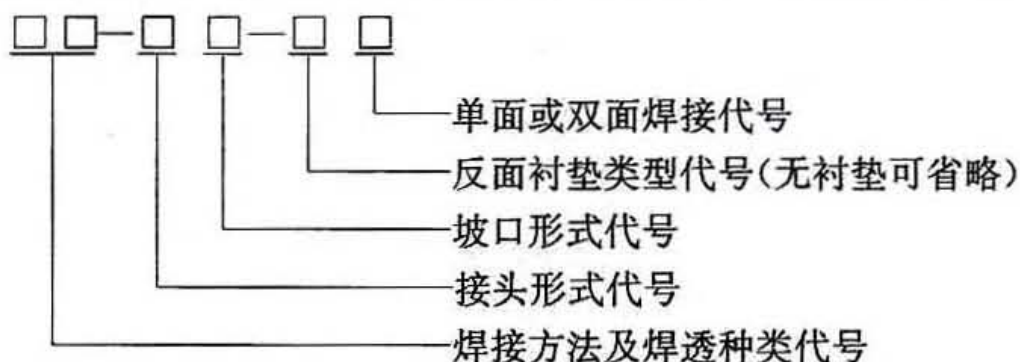 □□—□ □—□ □
单面或双面焊接代号
反面衬垫类型代号(无衬垫可省略)
坡口形式代号
接头形式代号
焊接方法及焊透种类代号